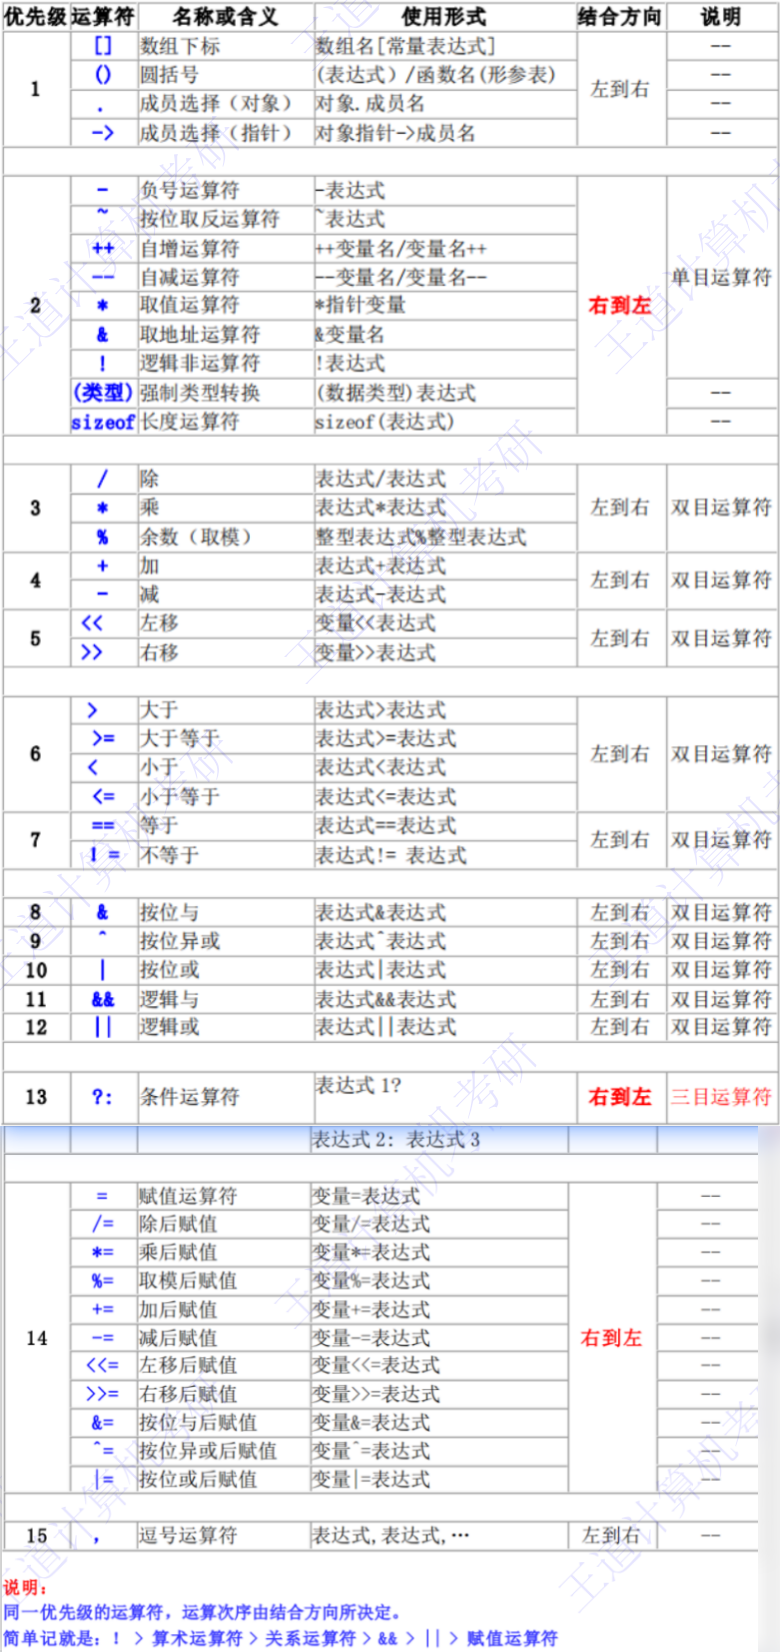 优先级 运算符 名称或含义 使用形式 结合方向 说明
1 [] 数组下标 数组名[常量表达式] 左到右 --
() 圆括号 (表达式)/函数名(形参表) --
. 成员选择（对象） 对象.成员名 --
-> 成员选择（指针） 对象指针->成员名 --
2 - 负号运算符 -表达式 右到左 单目运算符
~ 按位取反运算符 ~表达式
++ 自增运算符 ++变量名/变量名++
-- 自减运算符 --变量名/变量名--
* 取值运算符 *指针变量
& 取地址运算符 &变量名
! 逻辑非运算符 !表达式
(类型) 强制类型转换 (数据类型)表达式 --
sizeof 长度运算符 sizeof(表达式) --
3 / 除 表达式/表达式 左到右 双目运算符
* 乘 表达式*表达式
% 余数（取模） 整型表达式%整型表达式
4 + 加 表达式+表达式 左到右 双目运算符
- 减 表达式-表达式
5 << 左移 变量<<表达式 左到右 双目运算符
>> 右移 变量>>表达式
6 > 大于 表达式>表达式 左到右 双目运算符
>= 大于等于 表达式>=表达式
< 小于 表达式<表达式
<= 小于等于 表达式<=表达式
7 == 等于 表达式==表达式 左到右 双目运算符
! = 不等于 表达式!= 表达式
8 & 按位与 表达式&表达式 左到右 双目运算符
9 ^ 按位异或 表达式^表达式 左到右 双目运算符
10 | 按位或 表达式|表达式 左到右 双目运算符
11 && 逻辑与 表达式&&表达式 左到右 双目运算符
12 || 逻辑或 表达式||表达式 左到右 双目运算符
13 ?: 条件运算符 表达式 1? 右到左 三目运算符
表达式 2: 表达式 3
14 = 赋值运算符 变量=表达式 右到左 --
/= 除后赋值 变量/=表达式 --
*= 乘后赋值 变量*=表达式 --
%= 取模后赋值 变量%=表达式 --
+= 加后赋值 变量+=表达式 --
-= 减后赋值 变量-=表达式 --
<<= 左移后赋值 变量<<=表达式 --
>>= 右移后赋值 变量>>=表达式 --
&= 按位与后赋值 变量&=表达式 --
^= 按位异或后赋值 变量^=表达式 --
|= 按位或后赋值 变量|=表达式 --
15 , 逗号运算符 表达式,表达式,… 左到右 --
说明：
同一优先级的运算符，运算次序由结合方向所决定。
简单记就是：! > 算术运算符 > 关系运算符 > && > || > 赋值运算符
王道计算机考研